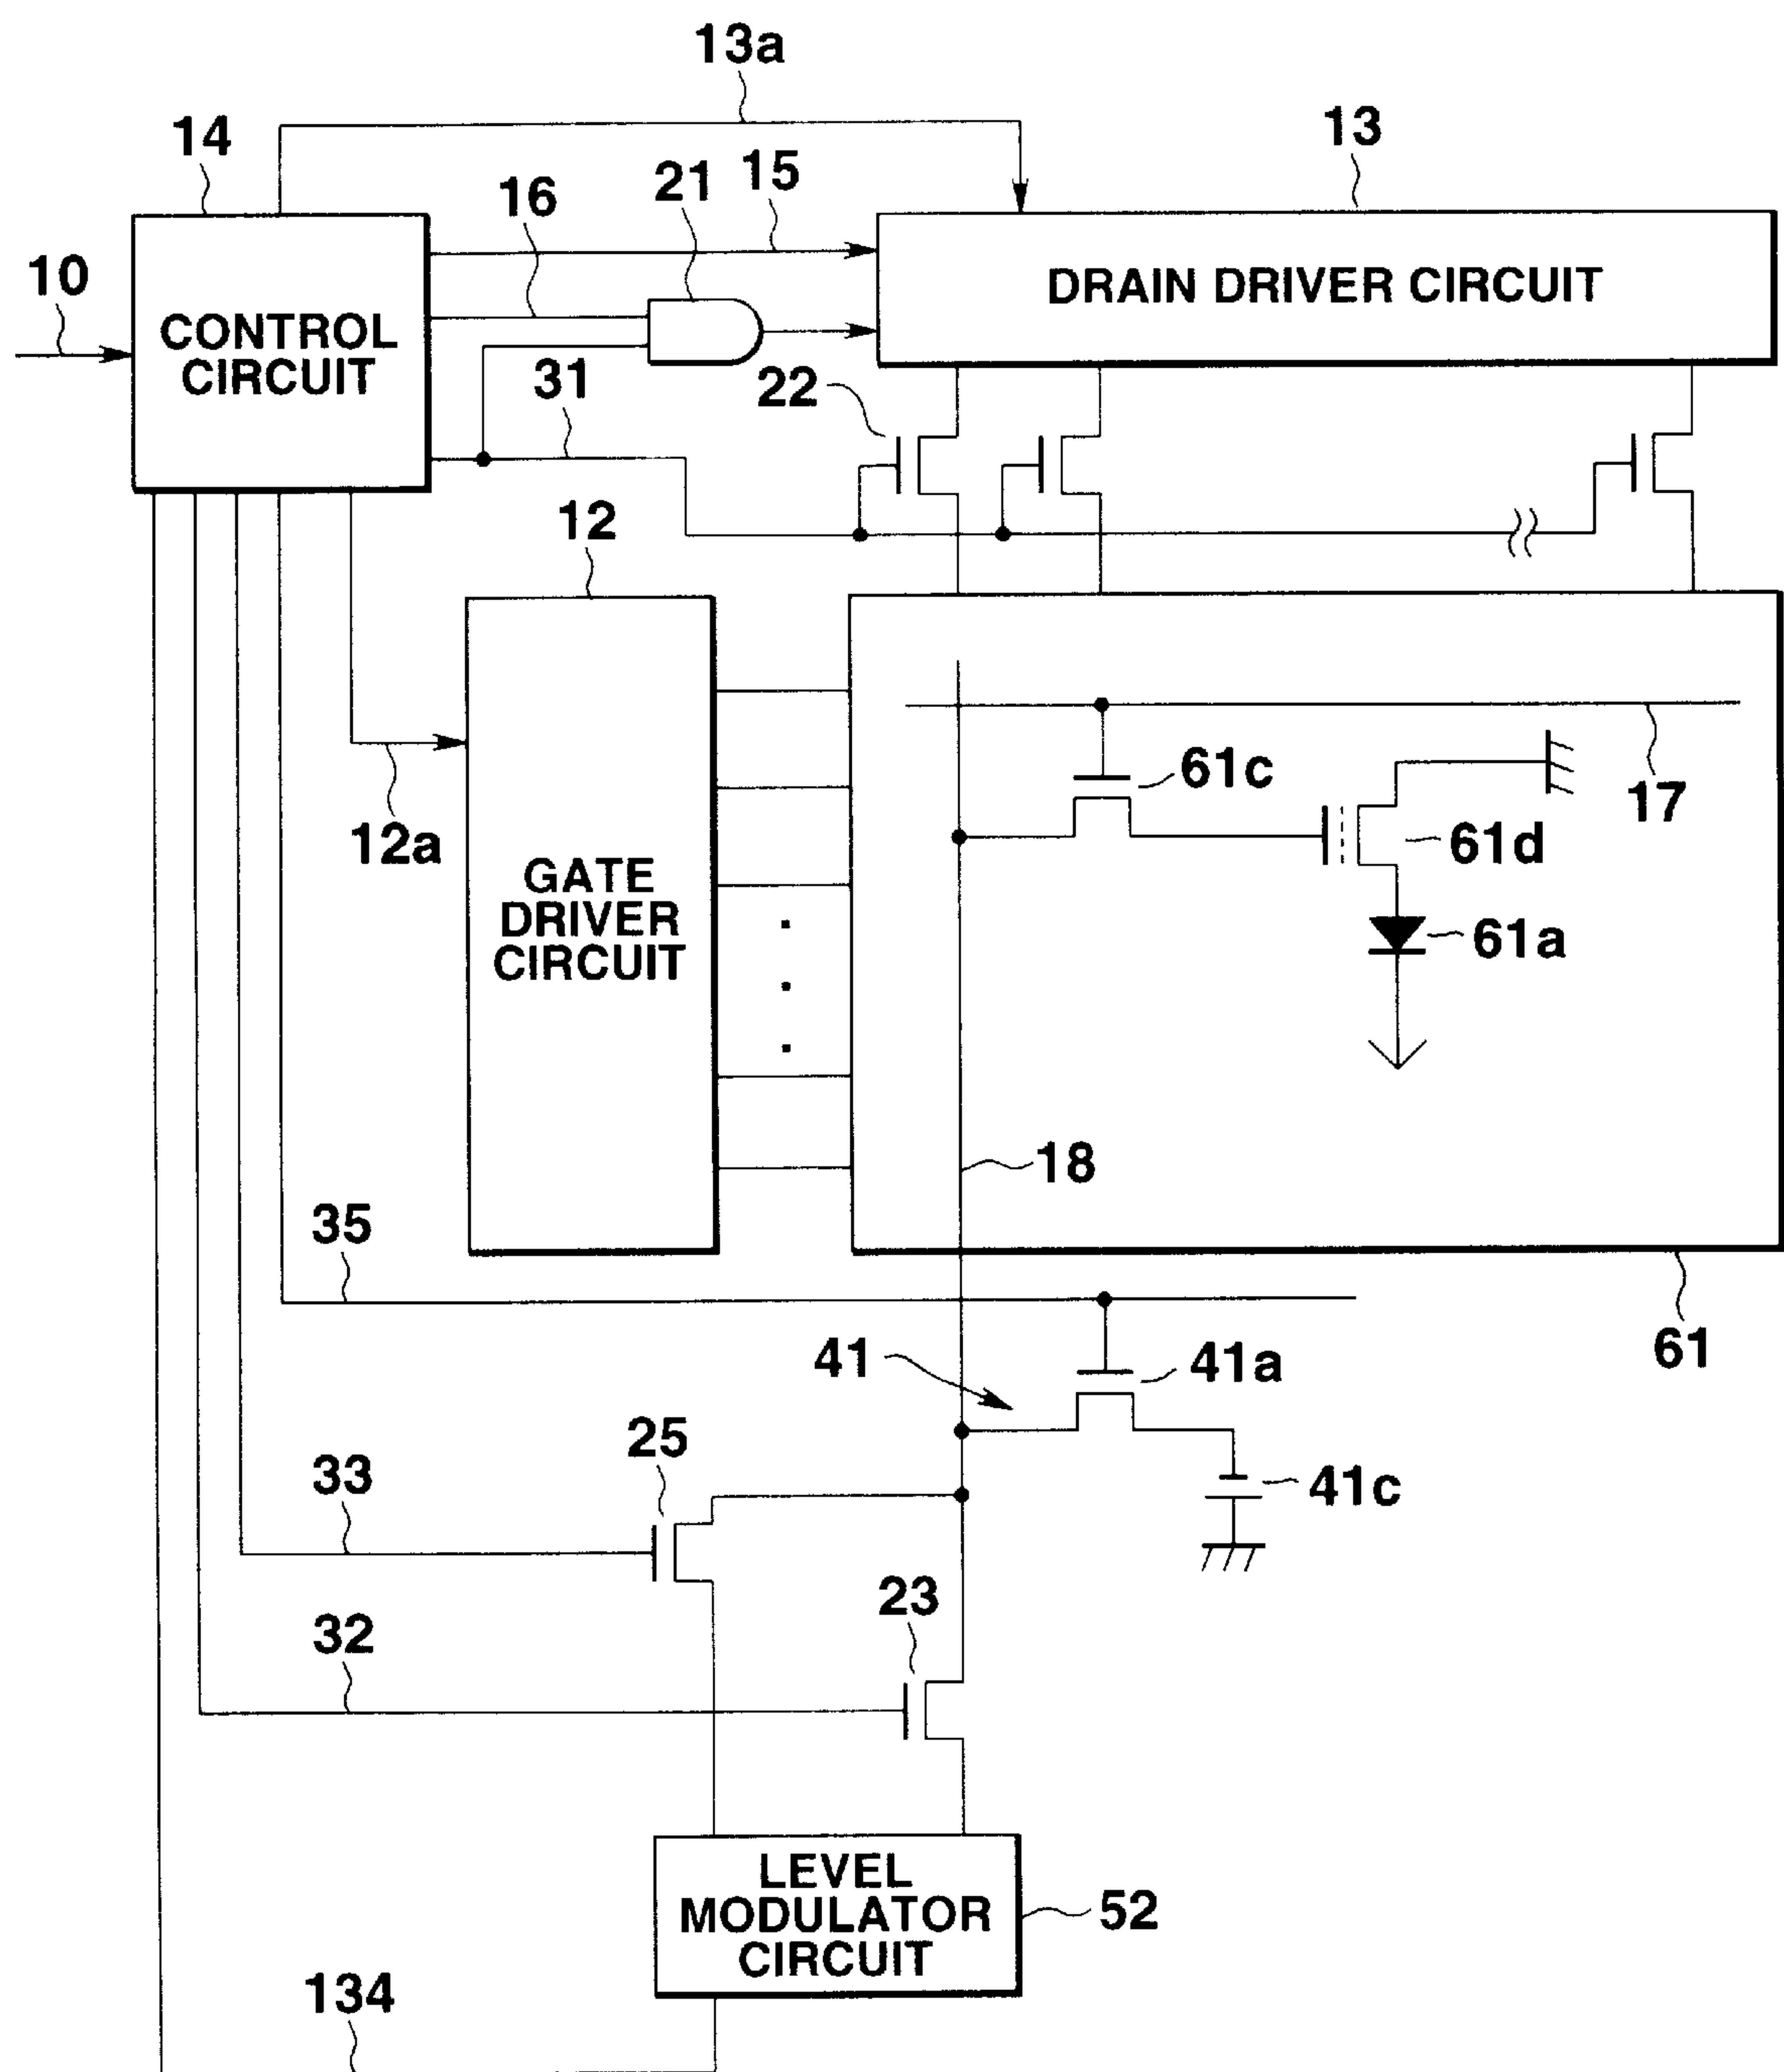 13a
14
13
21
15
16
10
CONTROL
CIRCUIT
DRAIN DRIVER CIRCUIT
31
22
12
61c
17
12a
61d
GATE
DRIVER
CIRCUIT
61a
18
35
61
41
41a
25
33
41c
23
32
LEVEL
MODULATOR
CIRCUIT
52
134